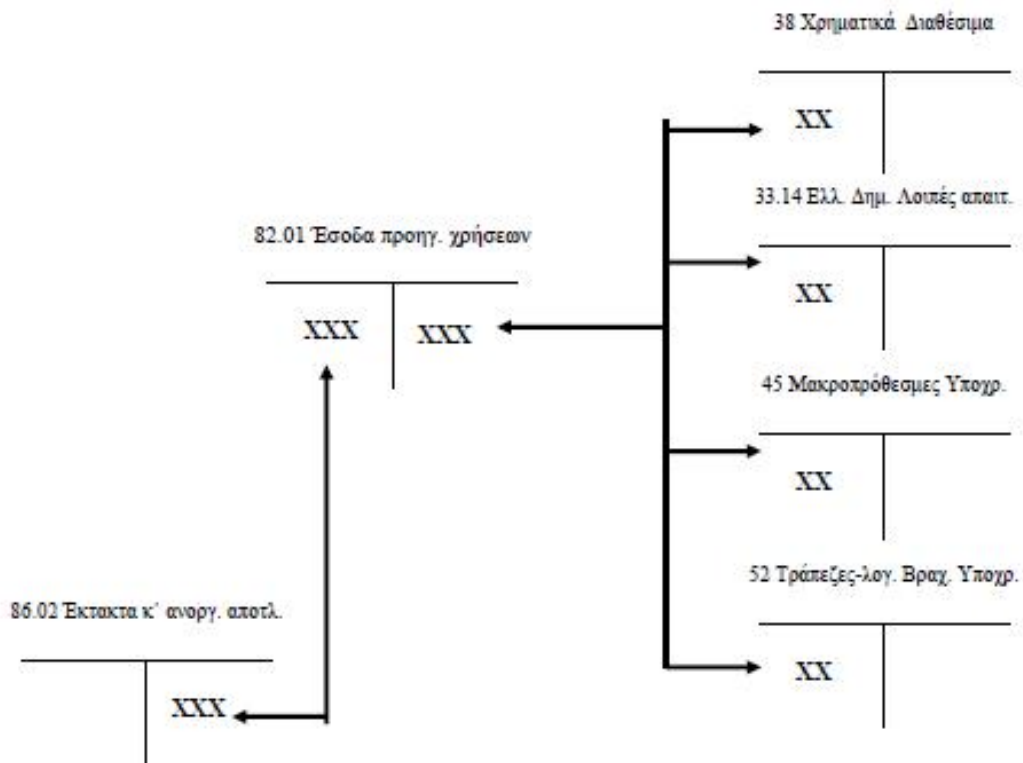 38 Χρηματικά Διαθέσιμα
XX
33.14 Ελλ. Δημ. Λοιπές απαιτ.
XX
82.01 Έσοδα προηγ. χρήσεων
XXX XXX
45 Μακροπρόθεσμες Υποχρ.
XX
52 Τράπεζες-λογ. Βραχ. Υποχρ.
XX
86.02 Έκτακτα κ΄ ανοργ. αποτλ.
XXX